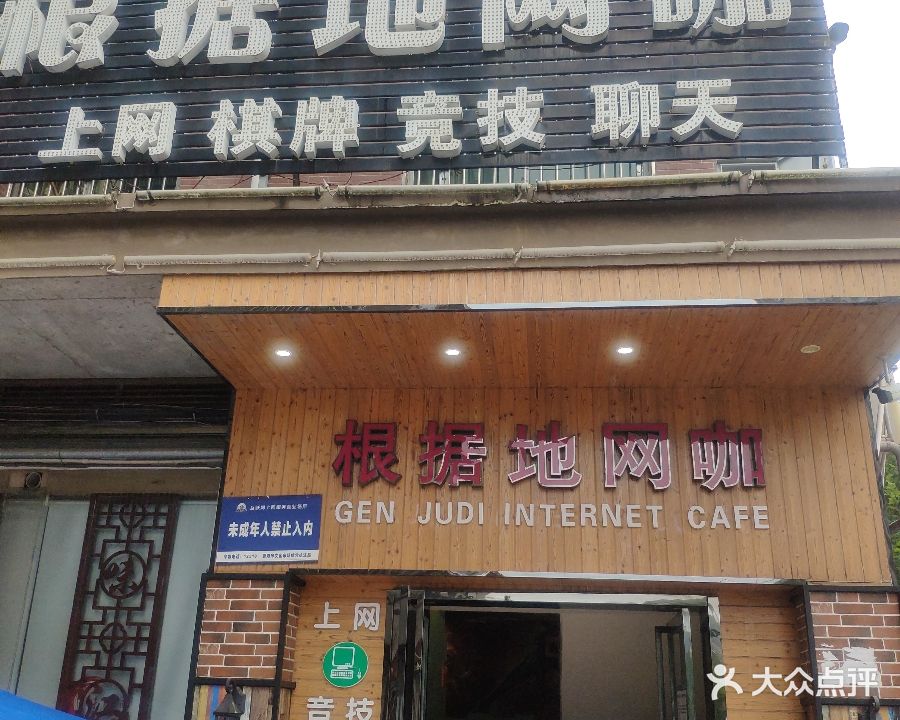 根据地网咖
上网 棋牌 竞技 聊天
根据地网咖
GEN JUDI INTERNET CAFE
未成年人禁止入内
上网
竞技
味
大众点评